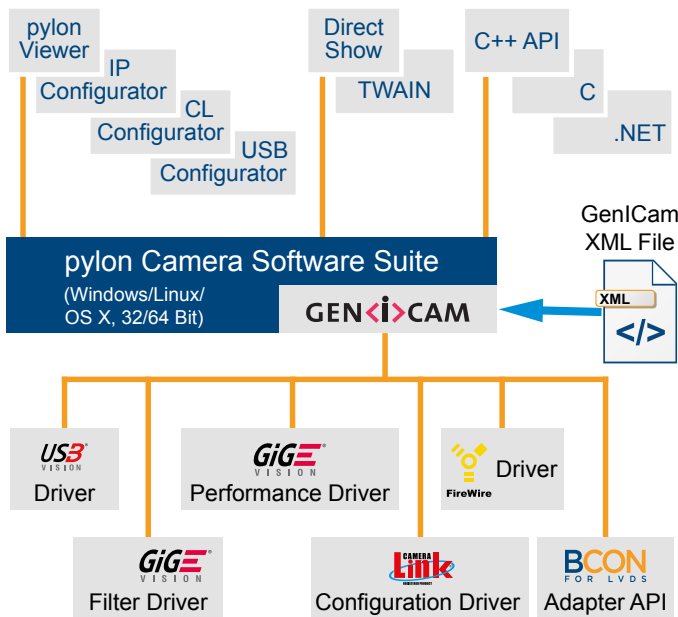 pylon
Viewer
IP
Configurator
CL
Configurator
USB
Configurator
Direct
Show
TWAIN
C++ API
C
.NET
GenICam
XML File
XML
</>
pylon Camera Software Suite
(Windows/Linux/
OS X, 32/64 Bit)
GEN<i>CAM
USB3
VISION
Driver
GiGE
VISION
Performance Driver
FireWire
Driver
GiGE
VISION
Filter Driver
CAMERA
Link
Configuration Driver
BCON
FOR LVDS
Adapter API